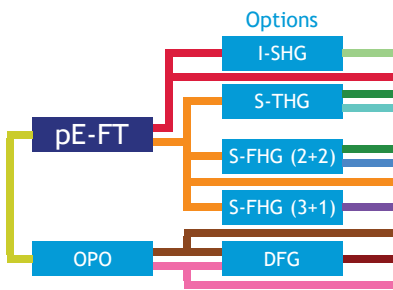 Options
I-SHG
S-THG
pE-FT
S-FHG (2+2)
S-FHG (3+1)
OPO
DFG